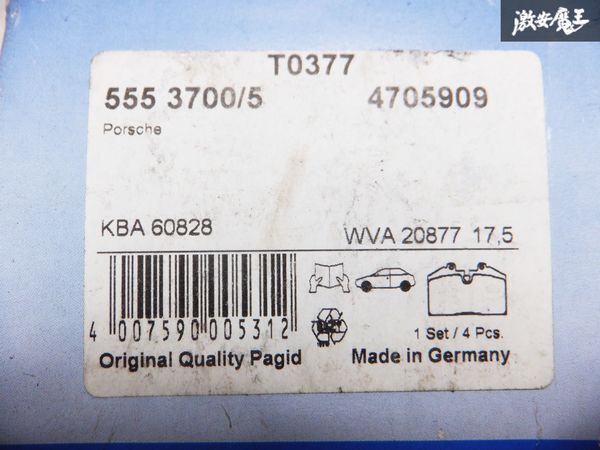 激安魔王
T0377
555 3700/5 4705909
Porsche
KBA 60828
WVA 20877 17,5
4 007590 005312
1 Set / 4 Pcs.
Original Quality Pagid
Made in Germany